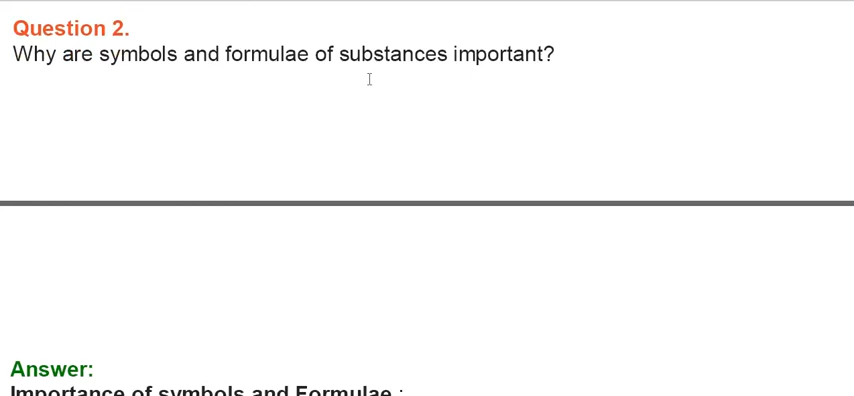 Question 2.
Why are symbols and formulae of substances important?
Answer:
Importance of symbols and Formulae :